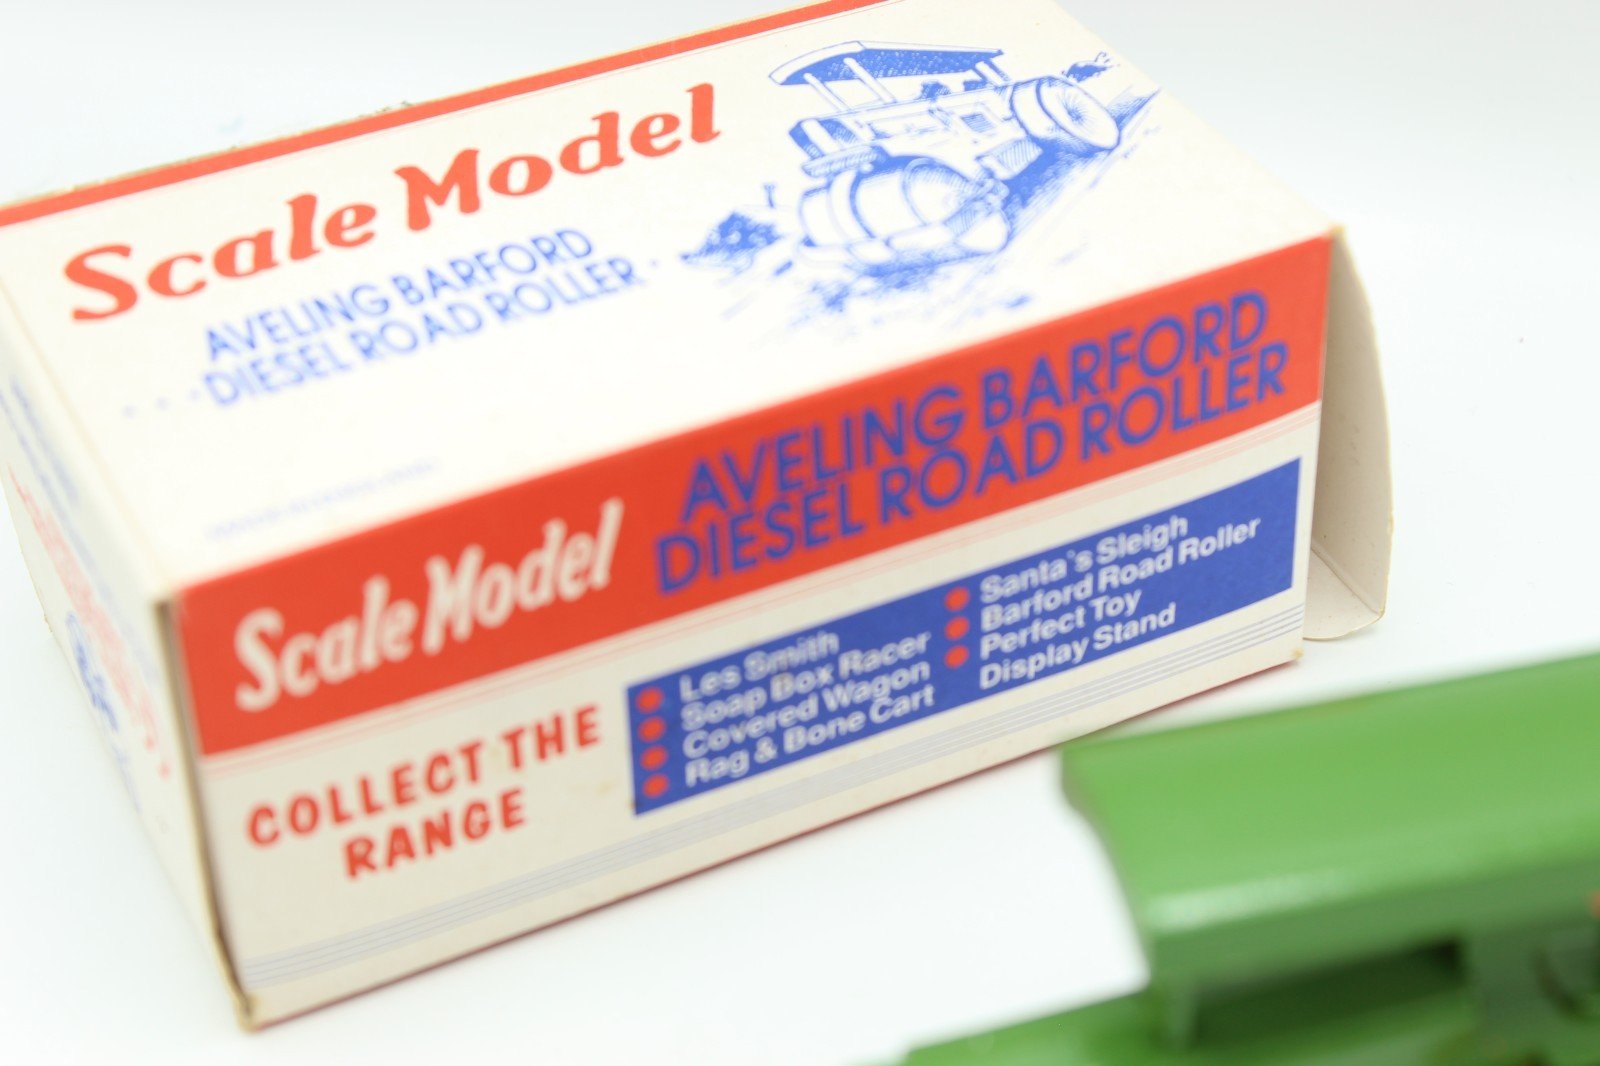 Scale Model
AVELING BARFORD
DIESEL ROAD ROLLER
Scale Model
AVELING BARFORD
DIESEL ROAD ROLLER
COLLECT THE
RANGE
Les Smith
Soap Box Racer
Covered Wagon
Rag & Bone Cart
Santa's Sleigh
Barford Road Roller
Perfect Toy
Display Stand